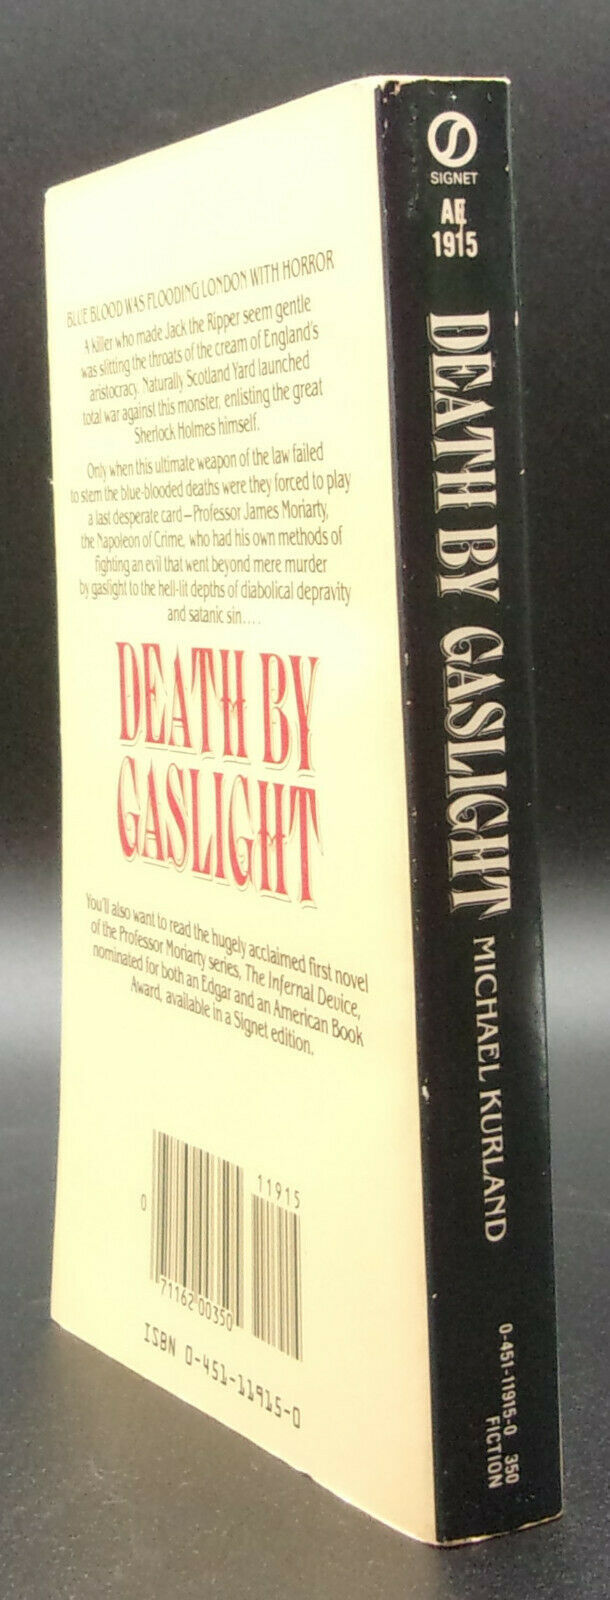 BLUE BLOOD WAS FLOODING LONDON WITH HORROR
A killer who made Jack the Ripper seem gentle
was slitting the throats of the cream of England's
aristocracy. Naturally Scotland Yard launched
total war against this monster, enlisting the great
Sherlock Holmes himself.
Only when this ultimate weapon of the law failed
to stem the blue-blooded deaths were they forced to play
a last desperate card—Professor James Moriarty,
the Napoleon of Crime, who had his own methods of
fighting an evil that went beyond mere murder
by gaslight to the hell-lit depths of diabolical depravity
and satanic sin....
DEATH BY
GASLIGHT
You'll also want to read the hugely acclaimed first novel
of the Professor Moriarty series, The Infernal Device,
nominated for both an Edgar and an American Book
Award, available in a Signet edition.
11915
0
71162 00350
ISBN 0-451-11915-0
SIGNET
AE
1915
DEATH BY GASLIGHT MICHAEL KURLAND
0-451-11915-0 350
FICTION